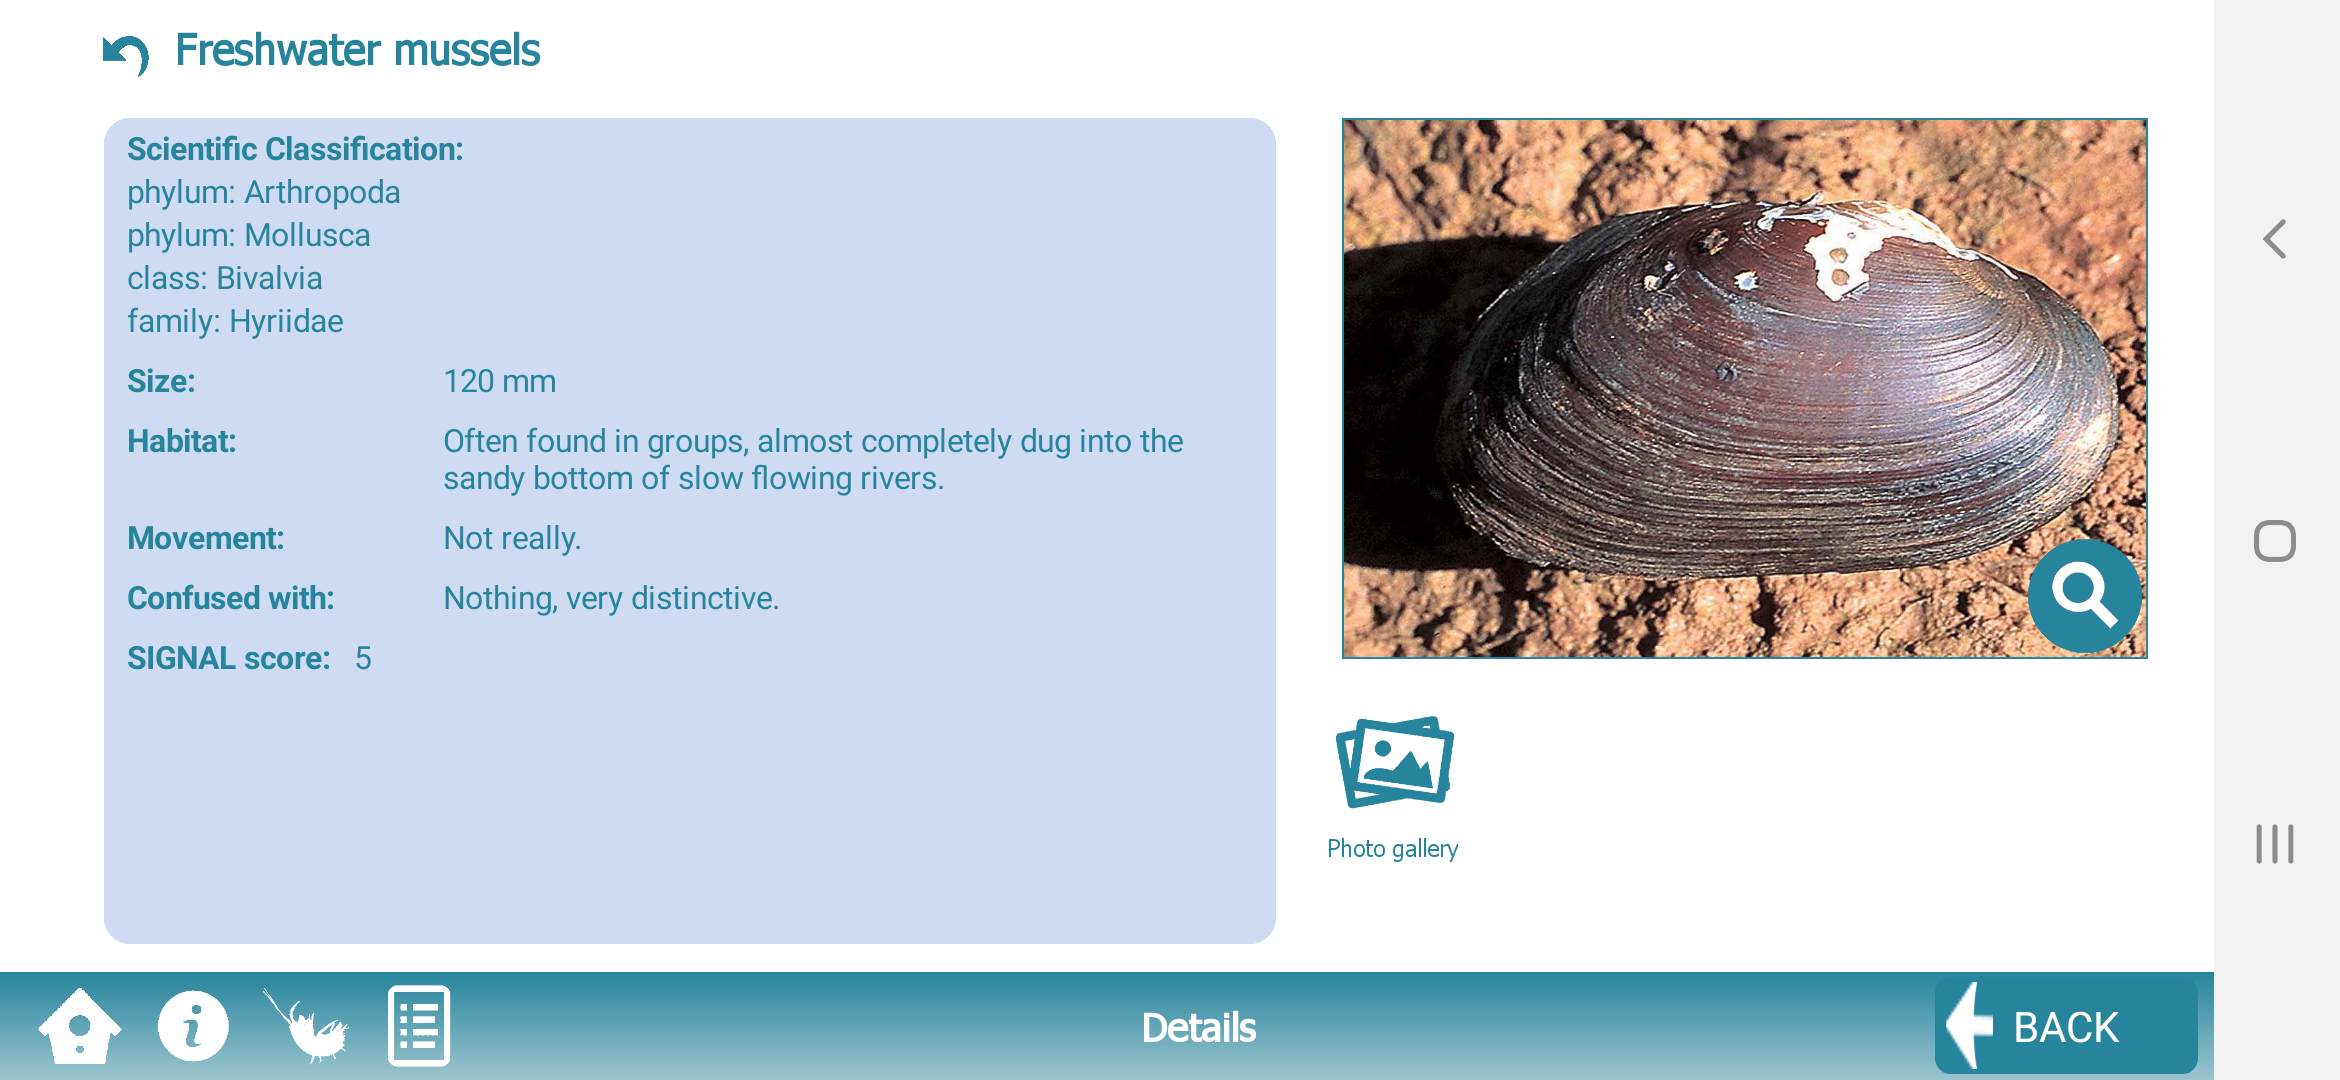 Freshwater mussels
Scientific Classification:
phylum: Arthropoda
phylum: Mollusca
class: Bivalvia
family: Hyriidae
Size: 120 mm
Habitat: Often found in groups, almost completely dug into the
sandy bottom of slow flowing rivers.
Movement: Not really.
Confused with: Nothing, very distinctive.
SIGNAL score: 5
Photo gallery
Details
BACK